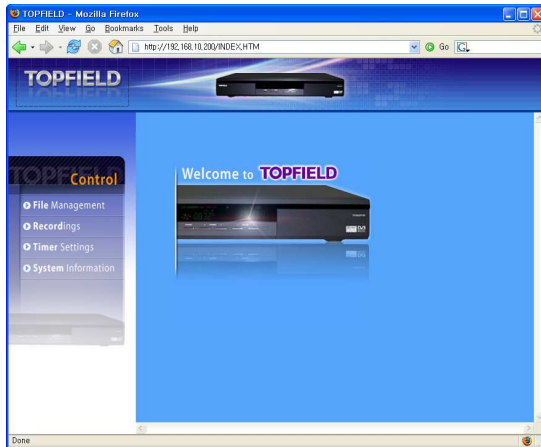 TOPFIELD - Mozilla Firefox
File Edit View Go Bookmarks Tools Help
http://192.168.10.200/INDEX.HTM Go
TOPFIELD
Welcome to TOPFIELD
TOPFIELD
Control
File Management
Recordings
Timer Settings
System Information
Done